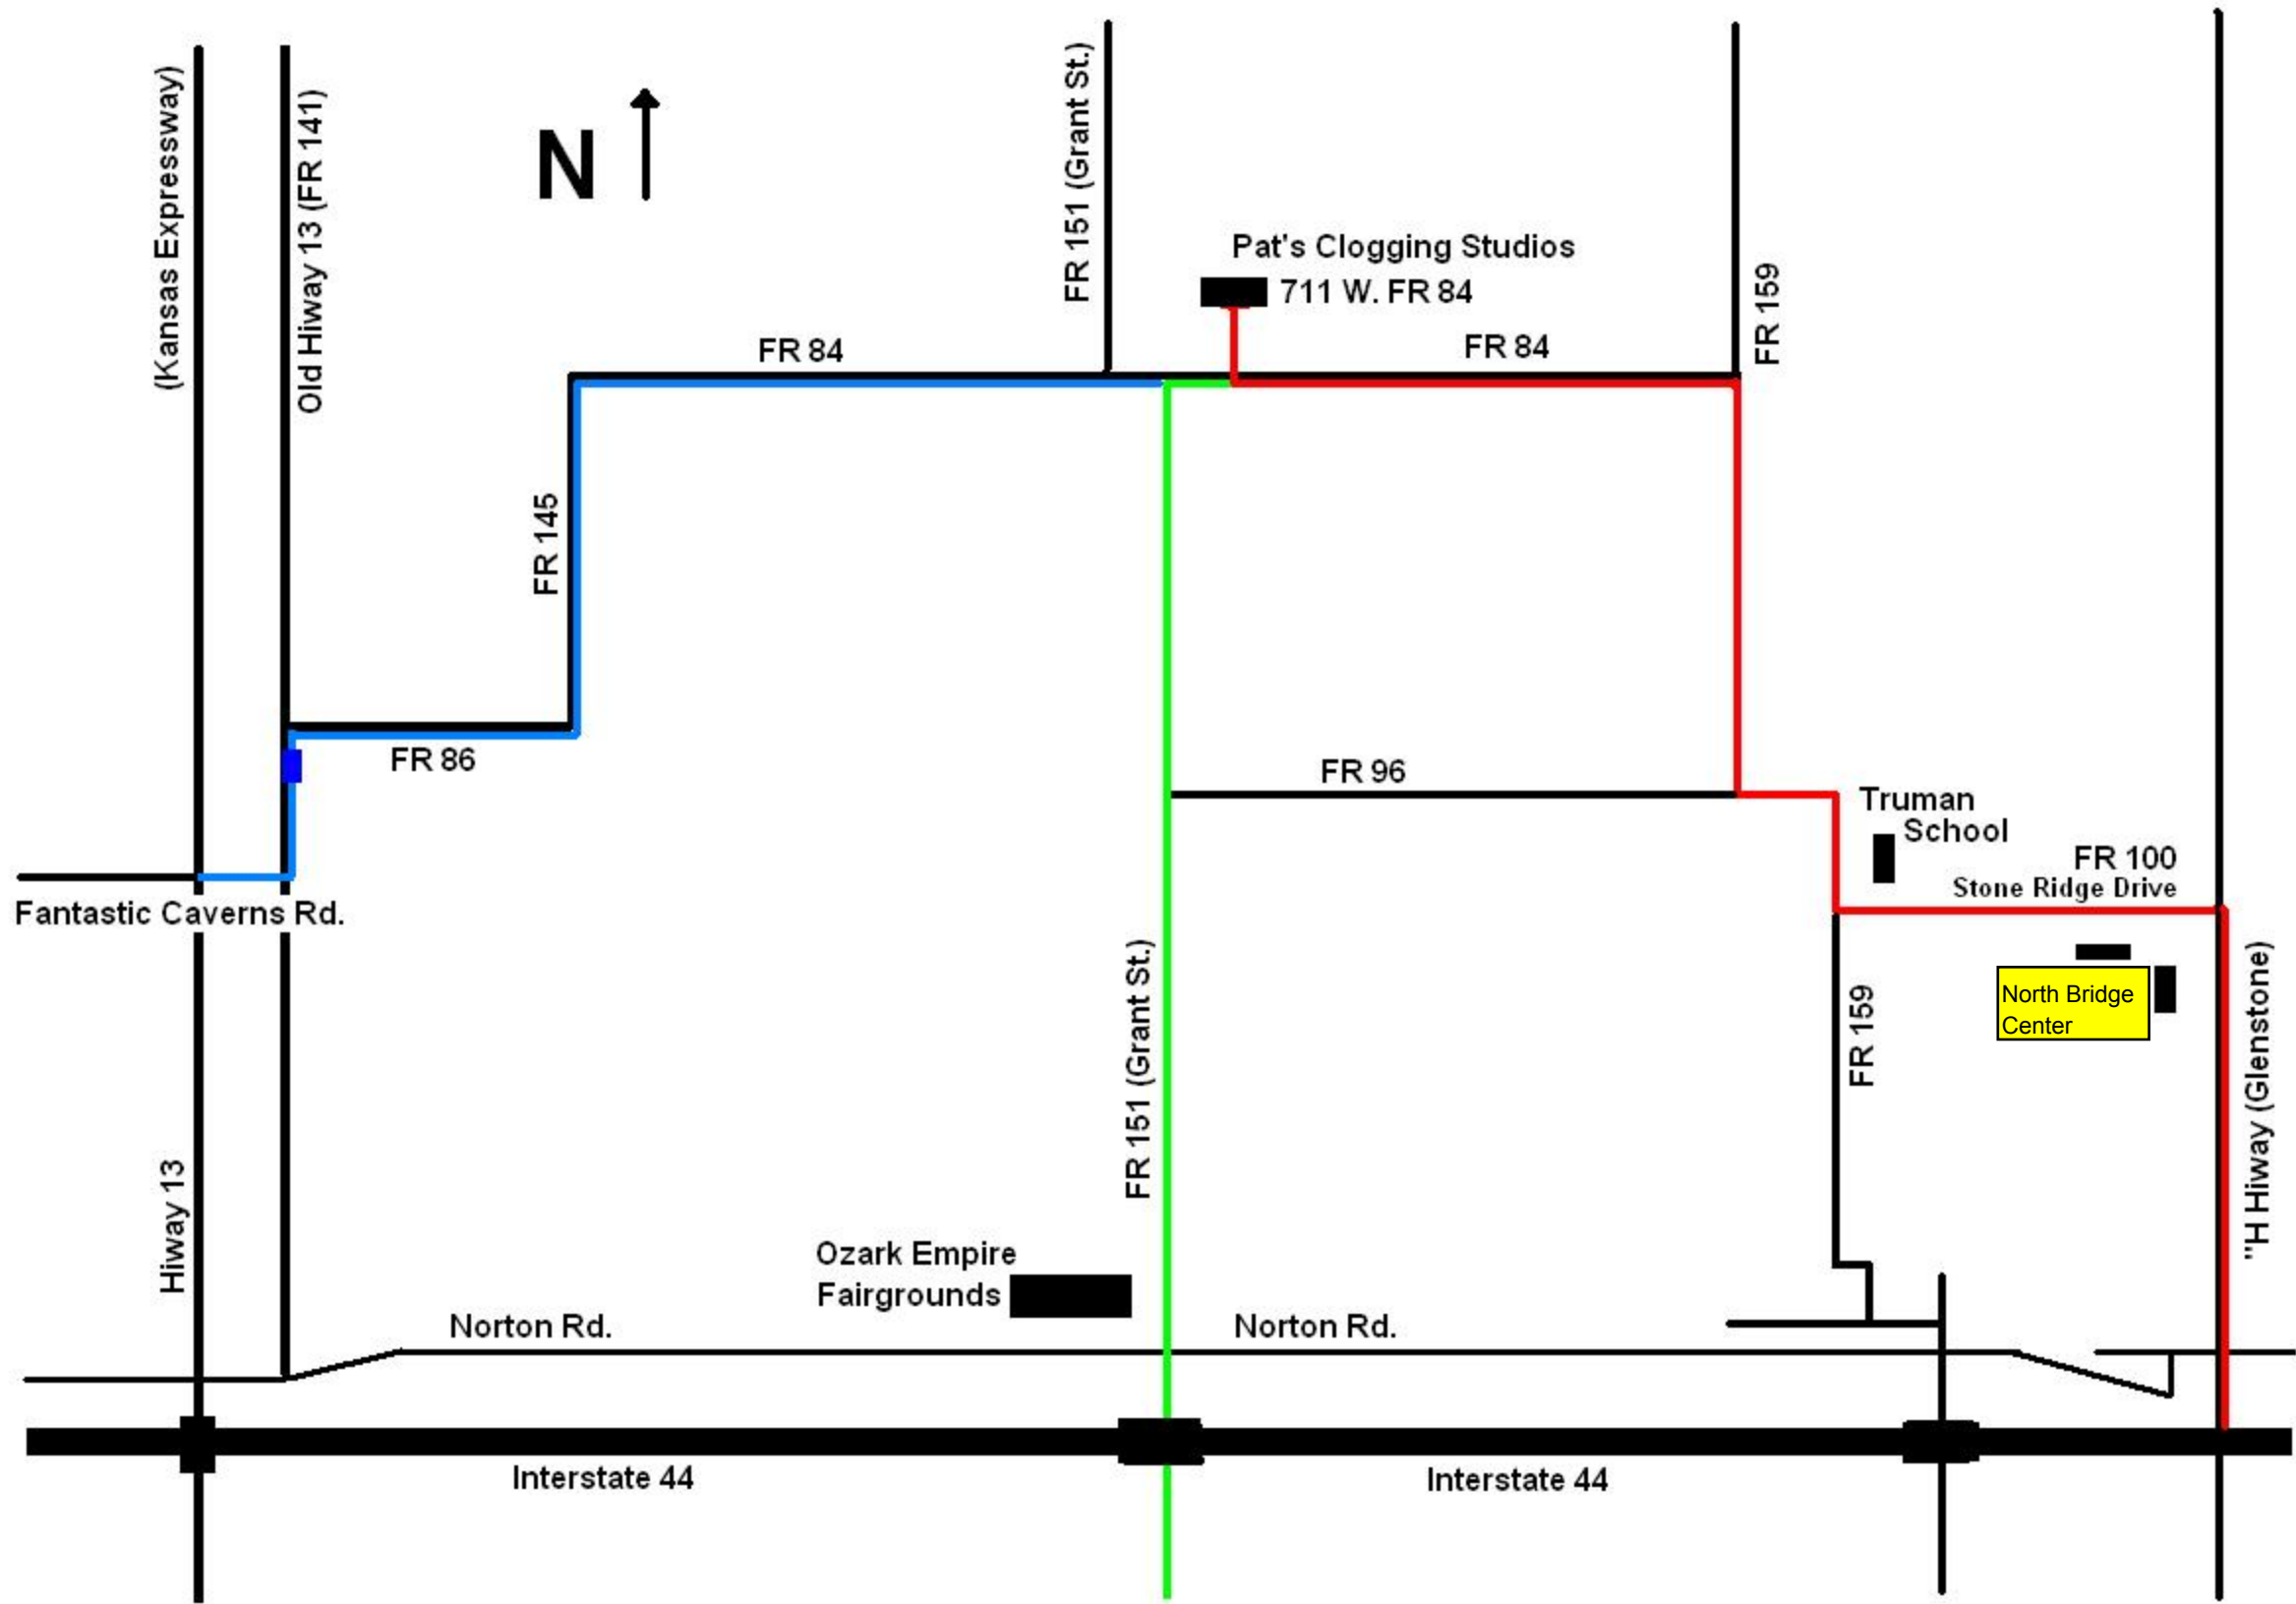 (Kansas Expressway)
Old Hiway 13 (FR 141)
N
FR 151 (Grant St.)
Pat's Clogging Studios
711 W. FR 84
FR 159
FR 84
FR 84
FR 145
FR 86
FR 96
Truman
School
FR 100
Stone Ridge Drive
Fantastic Caverns Rd.
North Bridge
Center
FR 151 (Grant St.)
FR 159
"H Hiway (Glenstone)
Hiway 13
Ozark Empire
Fairgrounds
Norton Rd.
Norton Rd.
Interstate 44
Interstate 44